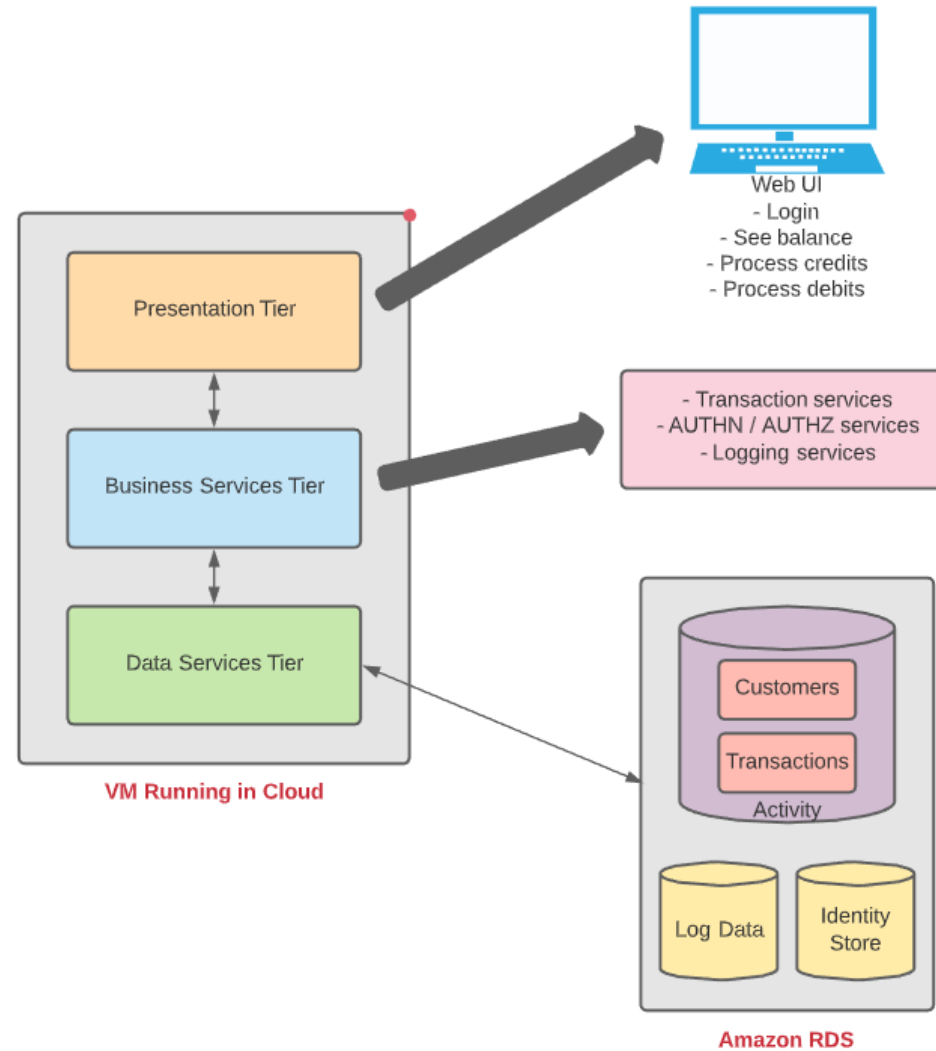 Web UI
- Login
- See balance
- Process credits
- Process debits
Presentation Tier
Business Services Tier
Data Services Tier
VM Running in Cloud
- Transaction services
- AUTHN / AUTHZ services
- Logging services
Customers
Transactions
Activity
Log Data
Identity
Store
Amazon RDS